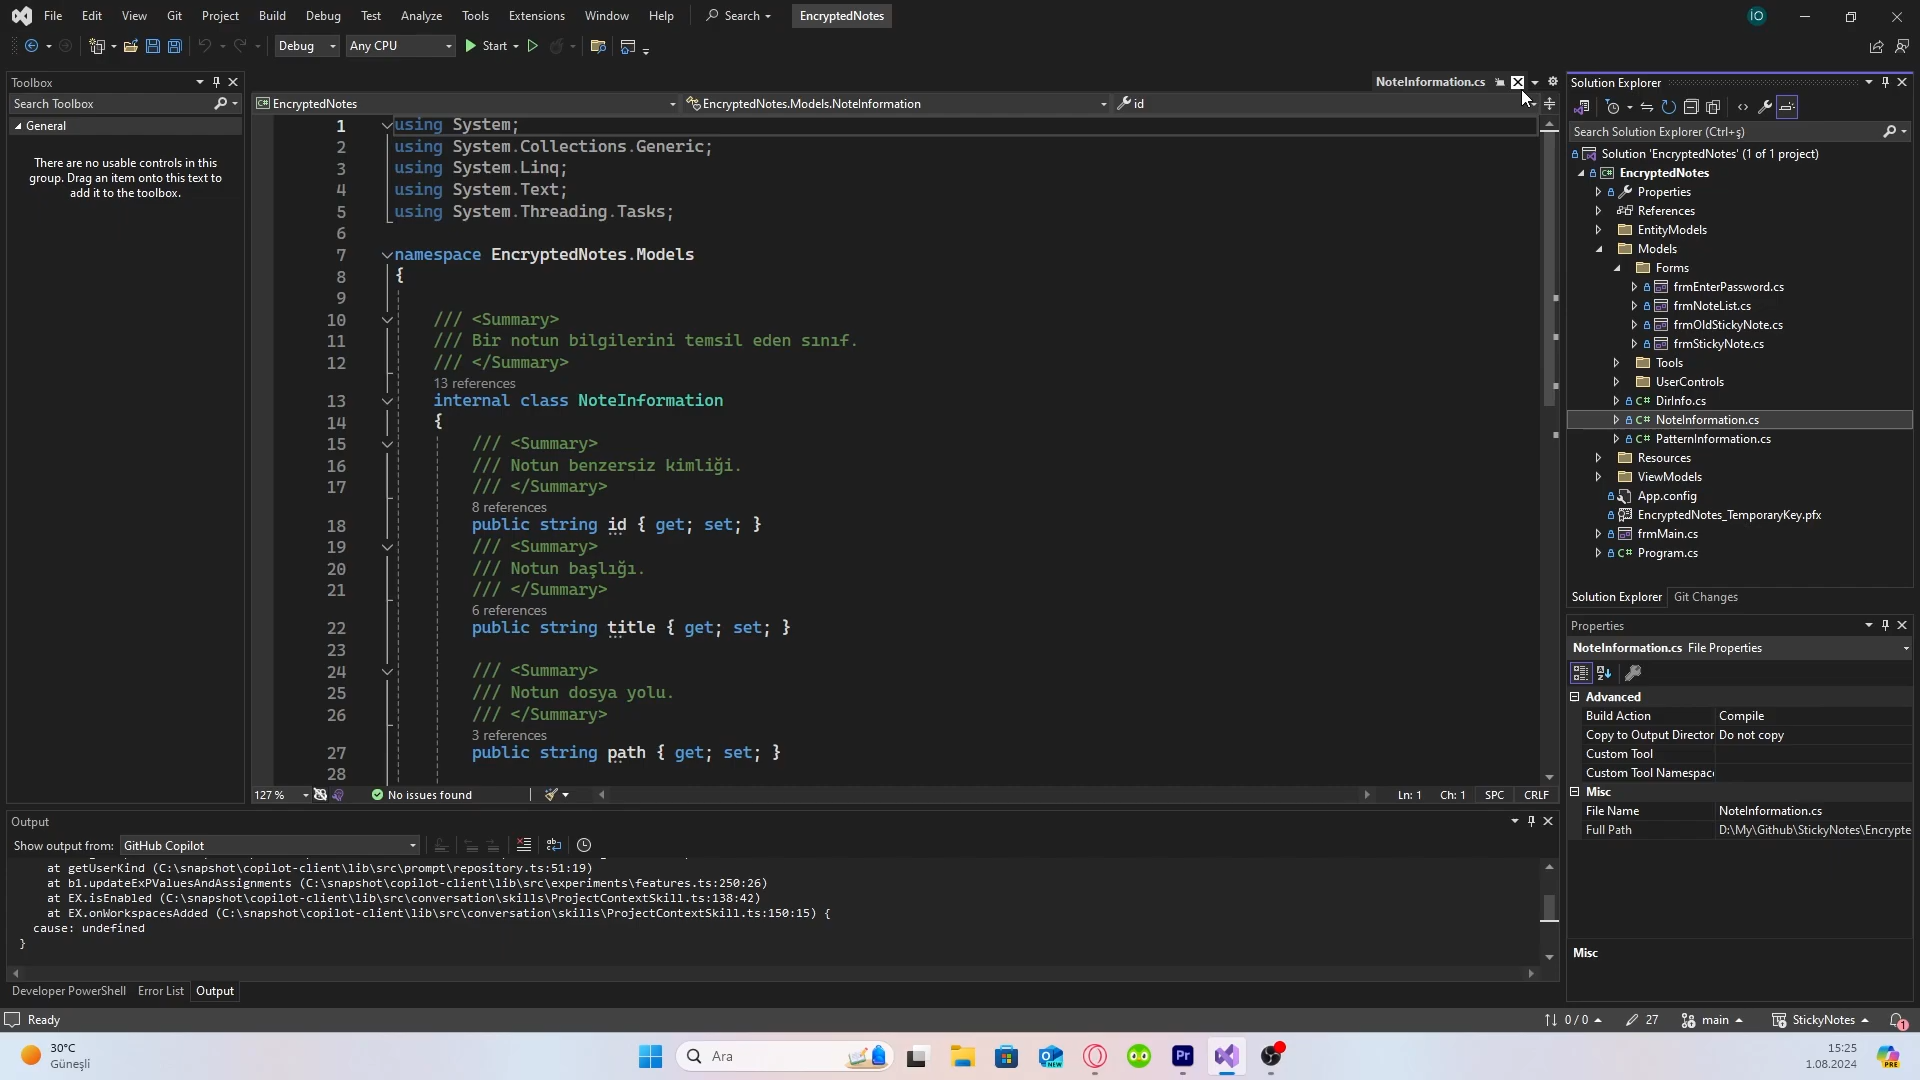 File Edit View Git Project Build Debug Test Analyze Tools Extensions Window Help Search EncryptedNotes IO
Debug Any CPU Start
Toolbox
Search Toolbox
General
There are no usable controls in this
group. Drag an item onto this text to
add it to the toolbox.
NoteInformation.cs
EncryptedNotes EncryptedNotes.Models.NoteInformation id
1 using System;
2 using System.Collections.Generic;
3 using System.Linq;
4 using System.Text;
5 using System.Threading.Tasks;
6
7 namespace EncryptedNotes.Models
8 {
9
10 /// <Summary>
11 /// Bir notun bilgilerini temsil eden sınıf.
12 /// </Summary>
13 references
13 internal class NoteInformation
14 {
15 /// <Summary>
16 /// Notun benzersiz kimliği.
17 /// </Summary>
8 references
18 public string id { get; set; }
19 /// <Summary>
20 /// Notun başlığı.
21 /// </Summary>
6 references
22 public string title { get; set; }
23
24 /// <Summary>
25 /// Notun dosya yolu.
26 /// </Summary>
3 references
27 public string path { get; set; }
28
127 % No issues found Ln: 1 Ch: 1 SPC CRLF
Output
Show output from: GitHub Copilot
at getUserKind (C:\snapshot\copilot-client\lib\src\prompt\repository.ts:51:19)
at b1.updateExPValuesAndAssignments (C:\snapshot\copilot-client\lib\src\experiments\features.ts:250:26)
at EX.isEnabled (C:\snapshot\copilot-client\lib\src\conversation\skills\ProjectContextSkill.ts:138:42)
at EX.onWorkspacesAdded (C:\snapshot\copilot-client\lib\src\conversation\skills\ProjectContextSkill.ts:150:15) {
cause: undefined
}
Developer PowerShell Error List Output
Solution Explorer
Search Solution Explorer (Ctrl+ş)
Solution 'EncryptedNotes' (1 of 1 project)
EncryptedNotes
Properties
References
EntityModels
Models
Forms
frmEnterPassword.cs
frmNoteList.cs
frmOldStickyNote.cs
frmStickyNote.cs
Tools
UserControls
C# DirInfo.cs
C# NoteInformation.cs
C# PatternInformation.cs
Resources
ViewModels
App.config
EncryptedNotes_TemporaryKey.pfx
frmMain.cs
C# Program.cs
Solution Explorer Git Changes
Properties
NoteInformation.cs File Properties
Advanced
Build Action Compile
Copy to Output Director Do not copy
Custom Tool
Custom Tool Namespac
Misc
File Name NoteInformation.cs
Full Path D:\My\Github\StickyNotes\Encrypte
Misc
Ready 0 / 0 27 main StickyNotes 1
30°C
Güneşli
Ara
NEW
Pr
15:25
1.08.2024
PRE